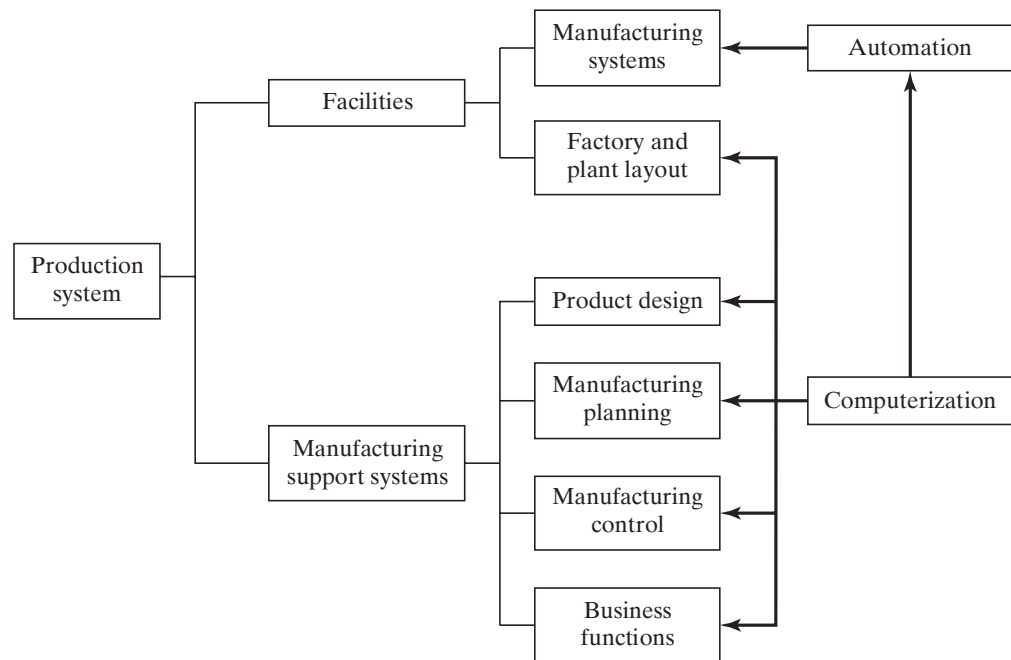 Manufacturing
systems
Automation
Facilities
Factory and
plant layout
Production
system
Product design
Manufacturing
planning
Computerization
Manufacturing
support systems
Manufacturing
control
Business
functions